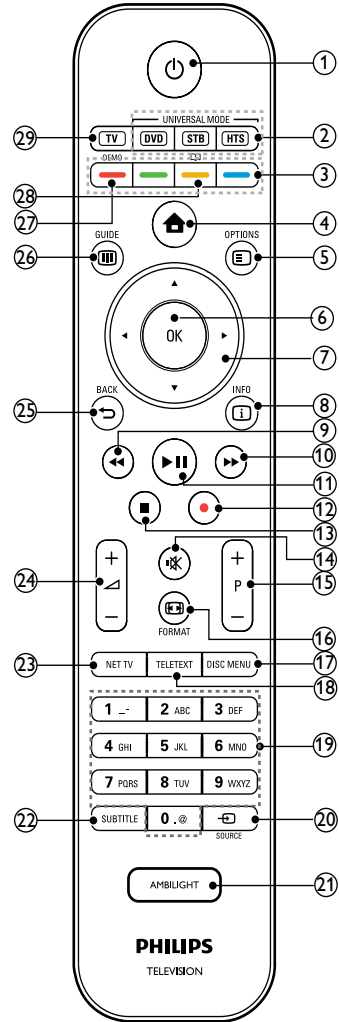 1
UNIVERSAL MODE
29 TV DVD STB HTS 2
DEMO
28 3
27
4
GUIDE OPTIONS
26 5
6
OK
7
BACK INFO
25 i 8
9
10
11
12
13
24 + + 14
P 15
− −
FORMAT 16
23 NET TV TELETEXT DISC MENU 17
18
1 _- 2 ABC 3 DEF
4 GHI 5 JKL 6 MNO 19
7 PQRS 8 TUV 9 WXYZ
22 SUBTITLE 0 .@ 20
SOURCE
AMBILIGHT 21
PHILIPS
TELEVISION